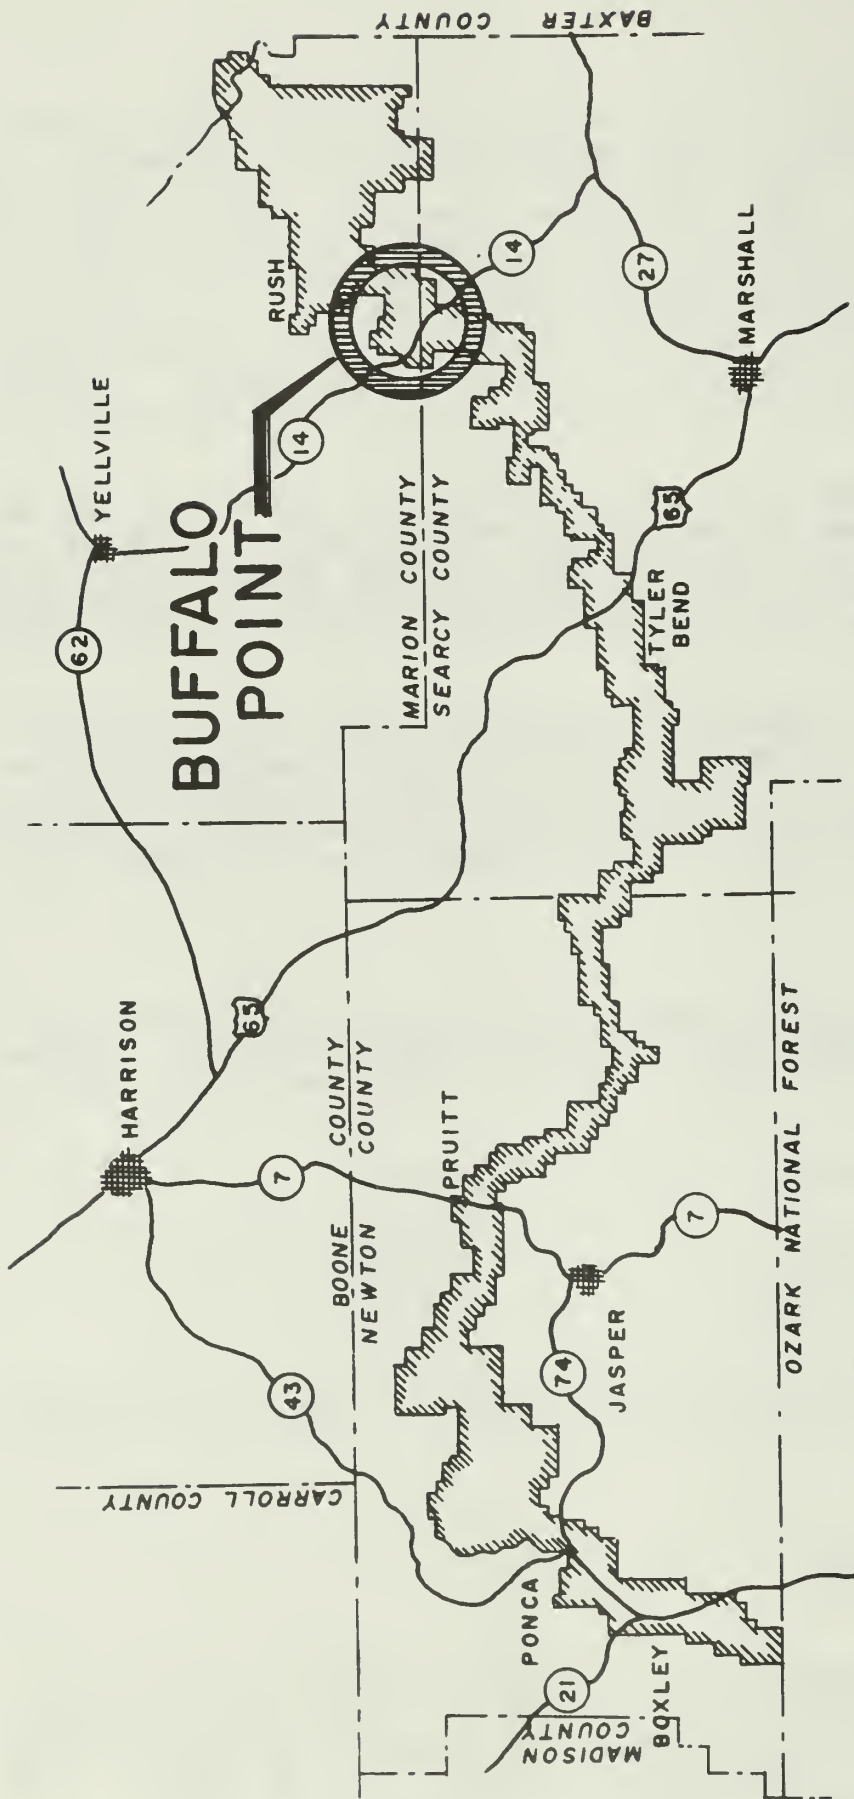 BAXTER COUNTY
RUSH
14
27
MARSHALL
YELLVILLE
14
BUFFALO
POINT
62
MARION COUNTY
SEARCY COUNTY
65
TYLER
BEND
HARRISON
65
BOONE COUNTY
NEWTON COUNTY
PRUITT
7
7
JASPER
OZARK NATIONAL FOREST
74
43
CARROLL COUNTY
PONCA
BOXLEY
21
MADISON
COUNTY